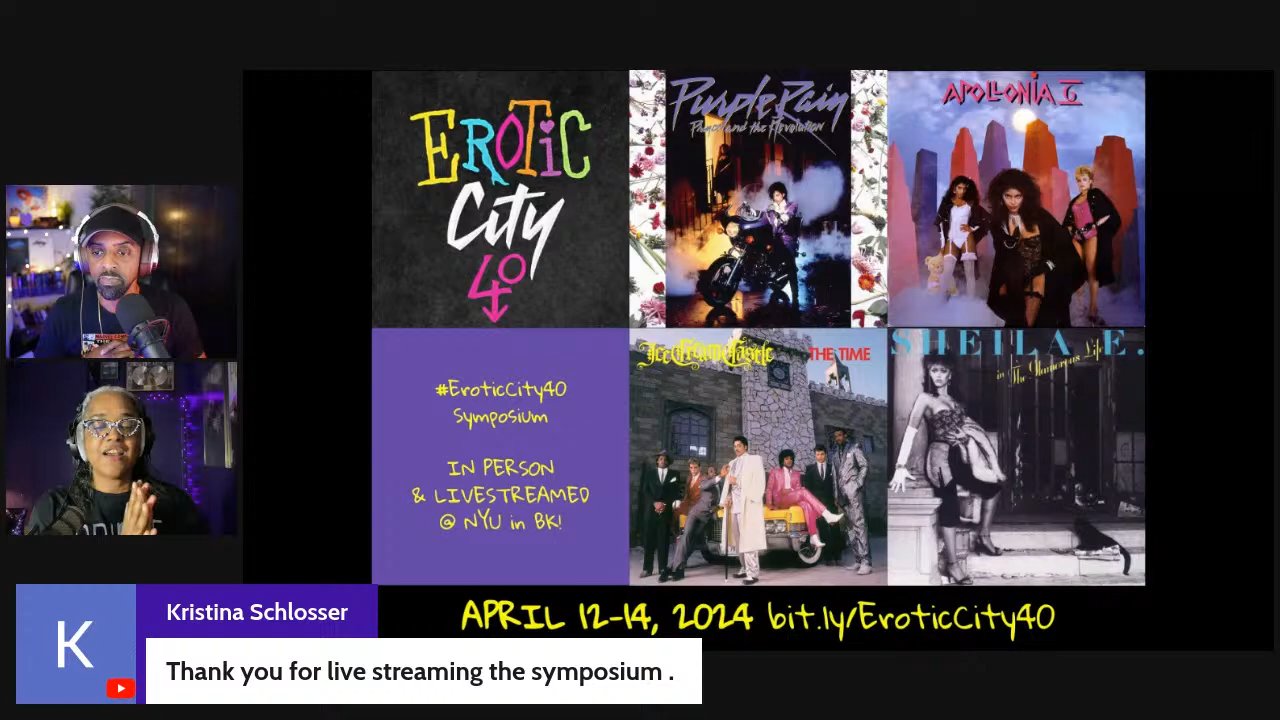 EROTIC
City
40
Purple Rain
Prince and the Revolution
APOLLONIA 6
#EroticCity40
Symposium
IN PERSON
& LIVESTREAMED
@ NYU in BK!
Ice Cream Castle
THE TIME
SHEILA E.
in The Glamorous Life
APRIL 12-14, 2024 bit.ly/EroticCity40
K
Kristina Schlosser
Thank you for live streaming the symposium .